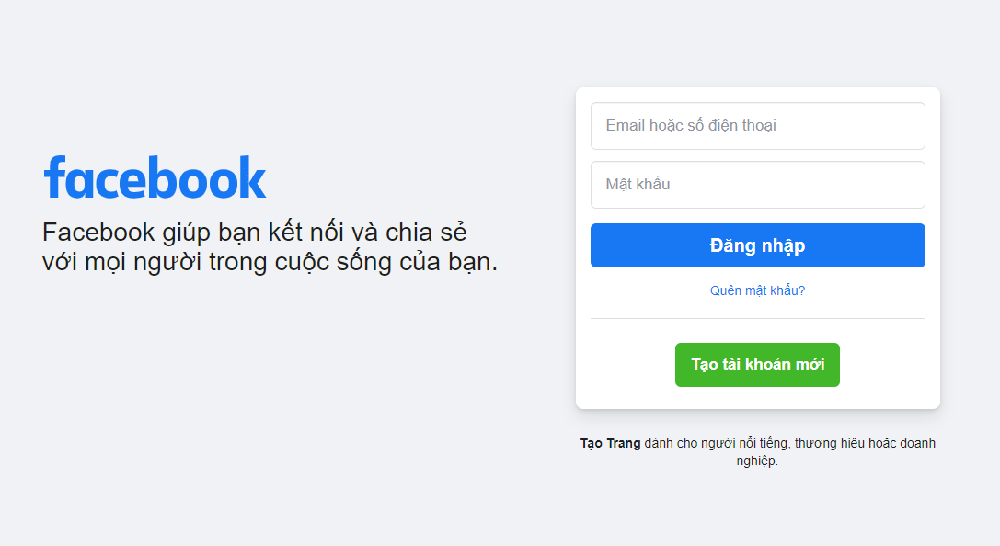 facebook
Facebook giúp bạn kết nối và chia sẻ
với mọi người trong cuộc sống của bạn.
Email hoặc số điện thoại
Mật khẩu
Đăng nhập
Quên mật khẩu?
Tạo tài khoản mới
Tạo Trang dành cho người nổi tiếng, thương hiệu hoặc doanh
nghiệp.